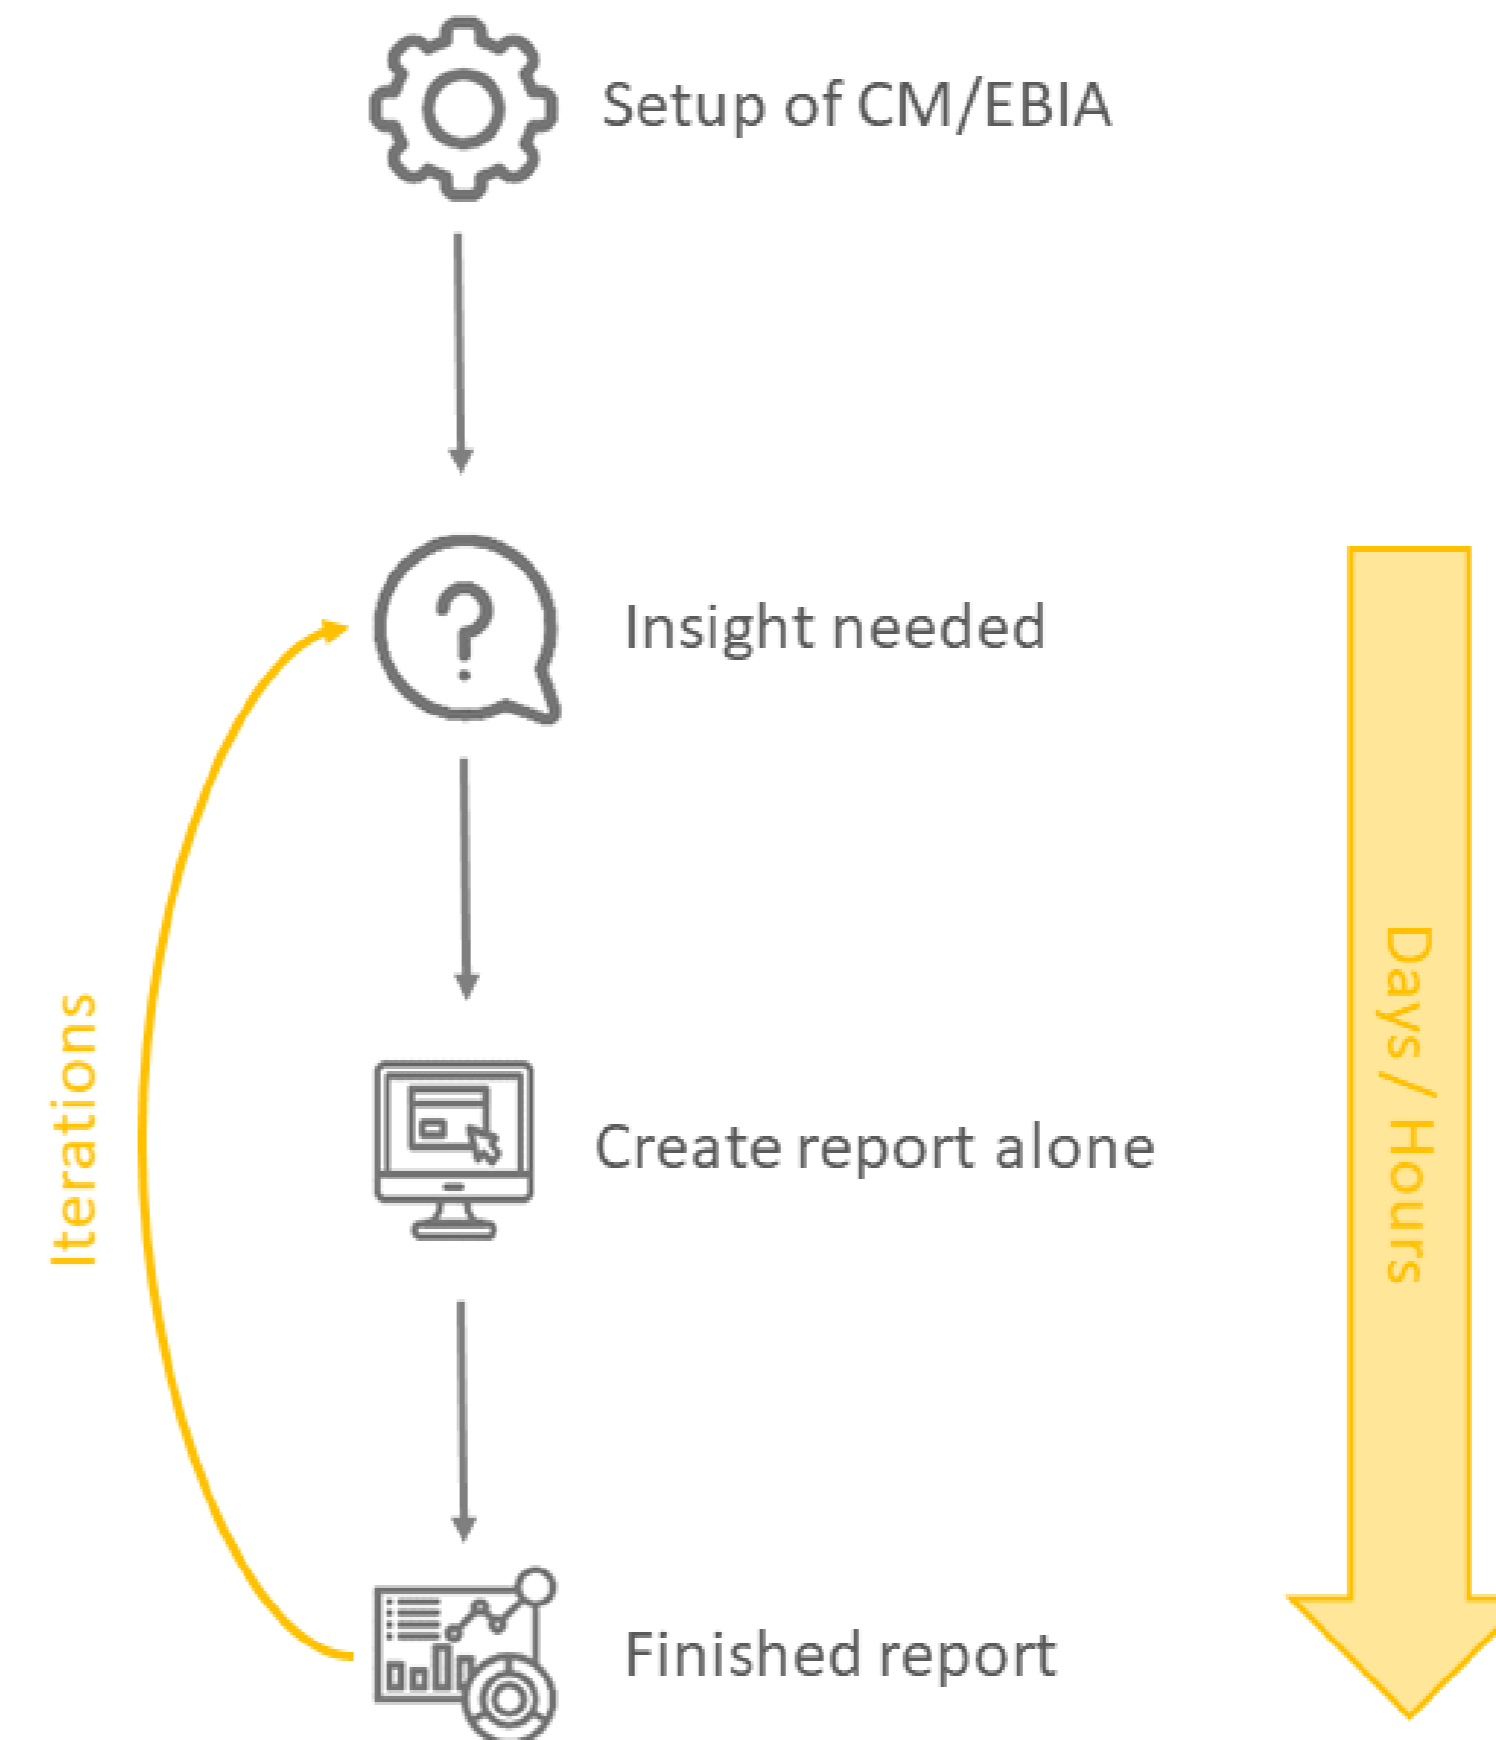 Setup of CM/EBIA
Insight needed
Create report alone
Finished report
Iterations
Days / Hours